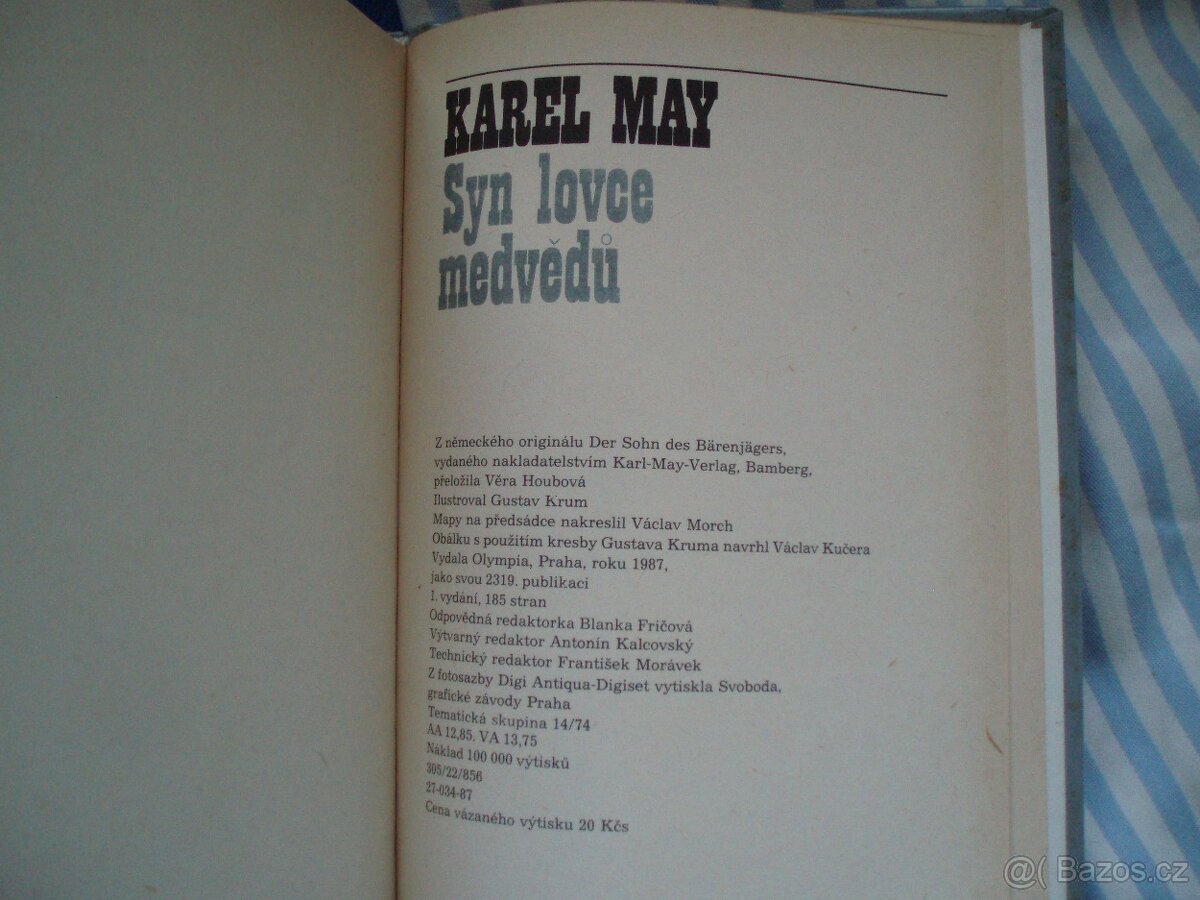 KAREL MAY
Syn lovce
medvědů
Z německého originálu Der Sohn des Bärenjägers,
vydaného nakladatelstvím Karl-May-Verlag, Bamberg,
přeložila Věra Houbová
Ilustroval Gustav Krum
Mapy na předsádce nakreslil Václav Morch
Obálku s použitím kresby Gustava Kruma navrhl Václav Kučera
Vydala Olympia, Praha, roku 1987,
jako svou 2319. publikaci
1. vydání, 185 stran
Odpovědná redaktorka Blanka Fričová
Výtvarný redaktor Antonín Kalcovský
Technický redaktor František Morávek
Z fotosazby Digi Antiqua-Digiset vytiskla Svoboda,
grafické závody Praha
Tematická skupina 14/74
AA 12,85. VA 13,75
Náklad 100 000 výtisků
305/22/856
27-034-87
Cena vázaného výtisku 20 Kčs
@( Bazos.cz